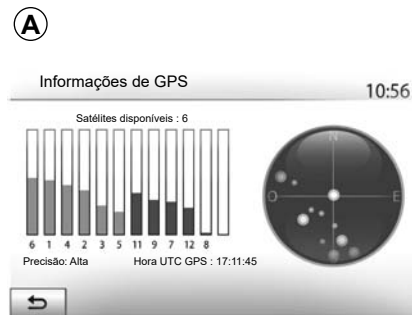 A
Informações de GPS
10:56
Satélites disponíveis : 6
N
O
E
6 1 4 2 3 5 11 9 7 12 8
Precisão: Alta
Hora UTC GPS : 17:11:45